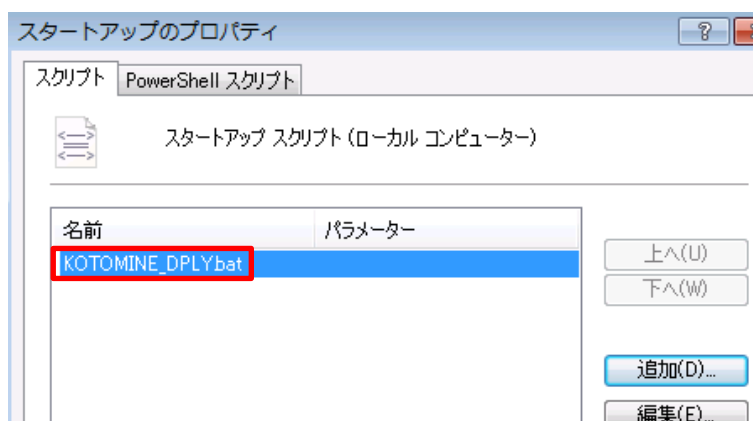 スタートアップのプロパティ
?
スクリプト PowerShell スクリプト
スタートアップ スクリプト (ローカル コンピューター)
名前 パラメーター
KOTOMINE_DPLY.bat
上へ(U)
下へ(W)
追加(D)...
編集(E)...